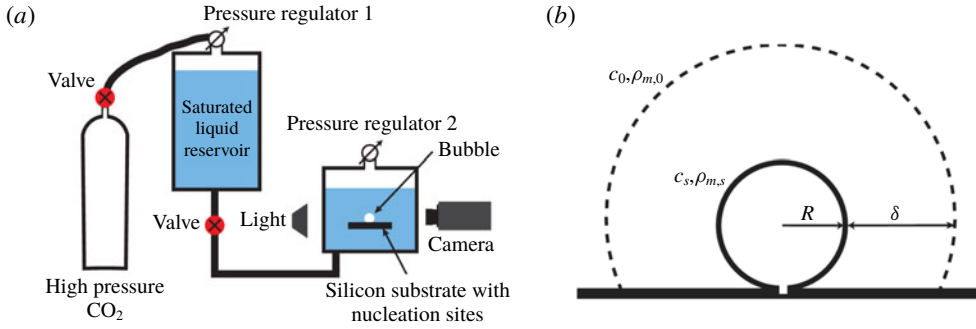 (a)
Pressure regulator 1
Valve
Saturated
liquid
reservoir
Pressure regulator 2
Bubble
Valve
Light
Camera
High pressure
CO2
Silicon substrate with
nucleation sites
(b)
c0,ρm,0
cs,ρm,s
R
δ